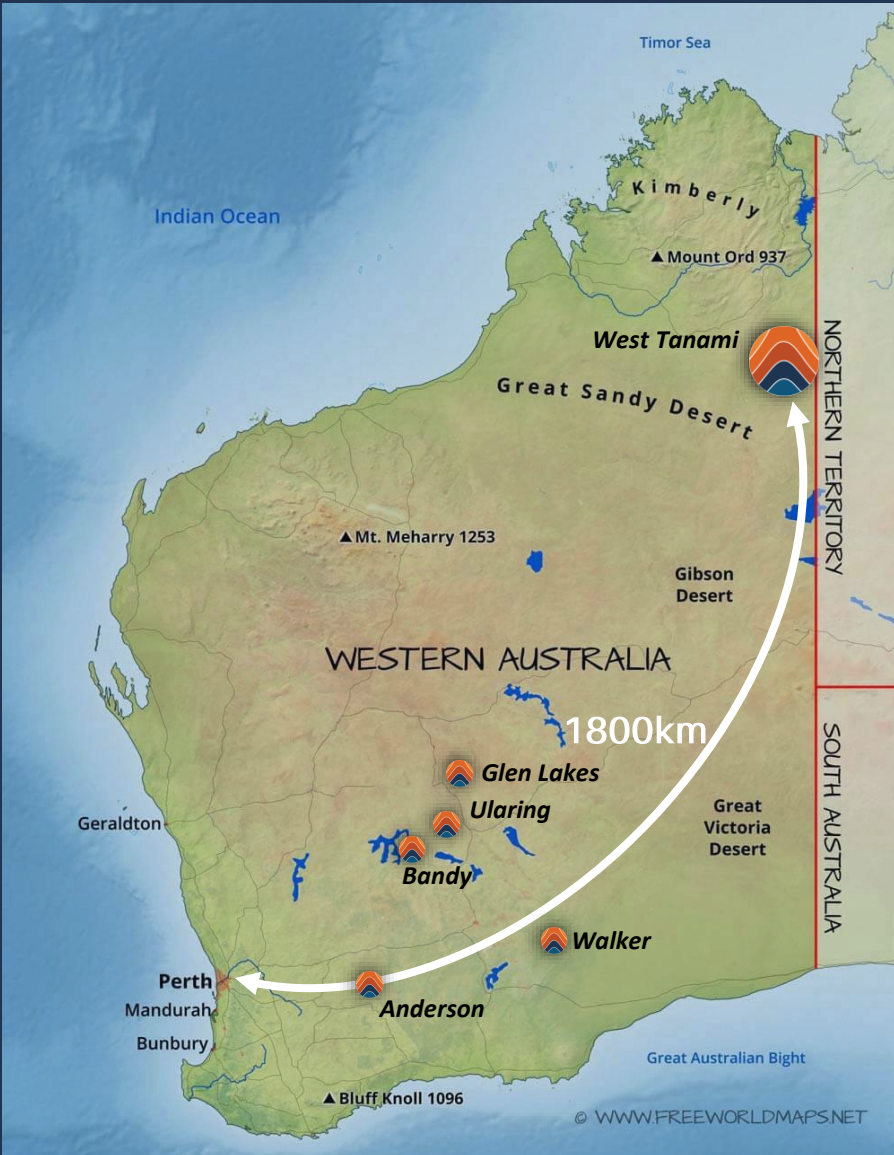 Timor Sea
Kimberly
Indian Ocean
▲Mount Ord 937
West Tanami
NORTHERN TERRITORY
Great Sandy Desert
▲Mt. Meharry 1253
Gibson
Desert
WESTERN AUSTRALIA
1800km
SOUTH AUSTRALIA
Glen Lakes
Ularing
Geraldton
Great
Victoria
Desert
Bandy
Walker
Perth
Anderson
Mandurah
Bunbury
Great Australian Bight
▲Bluff Knoll 1096
© WWW.FREEWORLDMAPS.NET